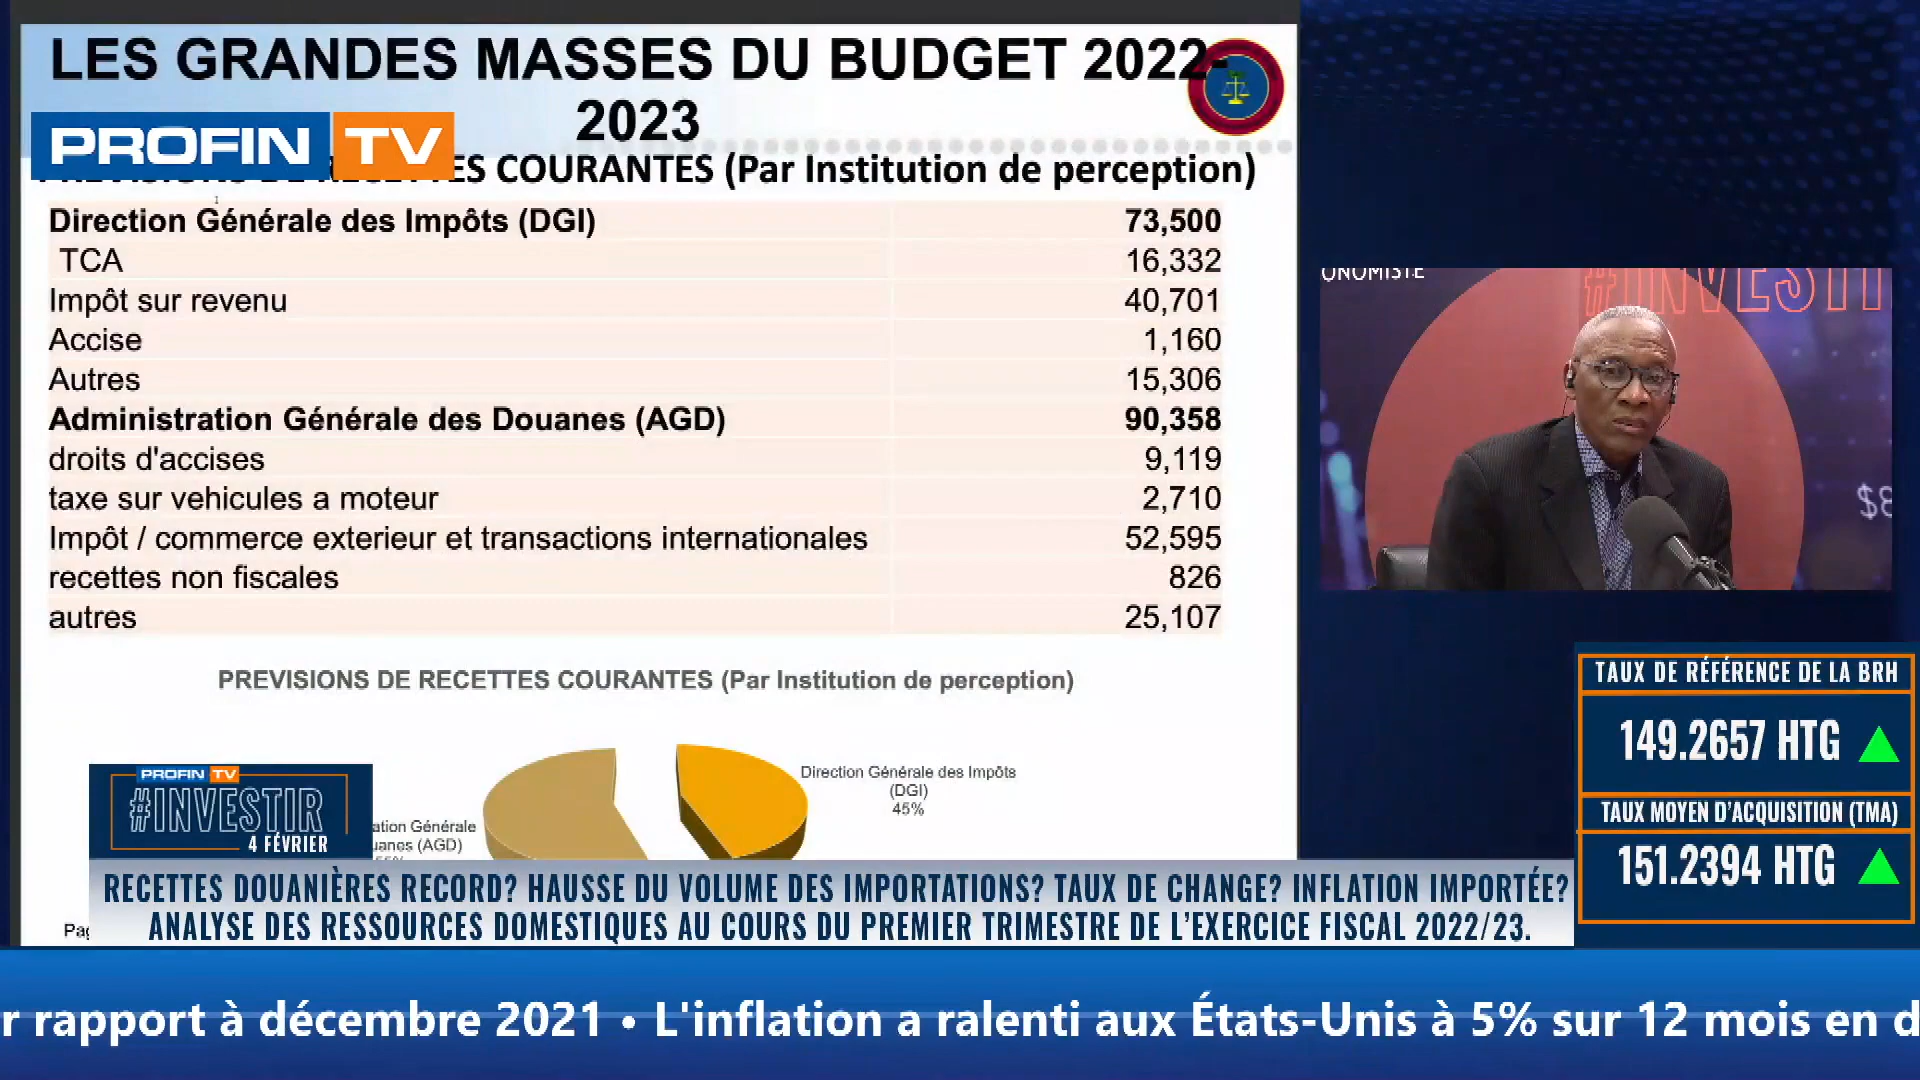 LES GRANDES MASSES DU BUDGET 2022-
2023
PROFIN TV
COURANTES (Par Institution de perception)
Direction Générale des Impôts (DGI) 73,500
TCA 16,332
Impôt sur revenu 40,701
Accise 1,160
Autres 15,306
Administration Générale des Douanes (AGD) 90,358
droits d'accises 9,119
taxe sur vehicules a moteur 2,710
Impôt / commerce exterieur et transactions internationales 52,595
recettes non fiscales 826
autres 25,107
PREVISIONS DE RECETTES COURANTES (Par Institution de perception)
Direction Générale des Impôts
(DGI)
45%
ation Générale
uanes (AGD)
PROFIN TV
#INVESTIR
4 FÉVRIER
ONOMISTE
#INVESTI
TAUX DE RÉFÉRENCE DE LA BRH
149.2657 HTG
TAUX MOYEN D'ACQUISITION (TMA)
151.2394 HTG
RECETTES DOUANIÈRES RECORD? HAUSSE DU VOLUME DES IMPORTATIONS? TAUX DE CHANGE? INFLATION IMPORTÉE?
ANALYSE DES RESSOURCES DOMESTIQUES AU COURS DU PREMIER TRIMESTRE DE L'EXERCICE FISCAL 2022/23.
r rapport à décembre 2021 • L'inflation a ralenti aux États-Unis à 5% sur 12 mois en d